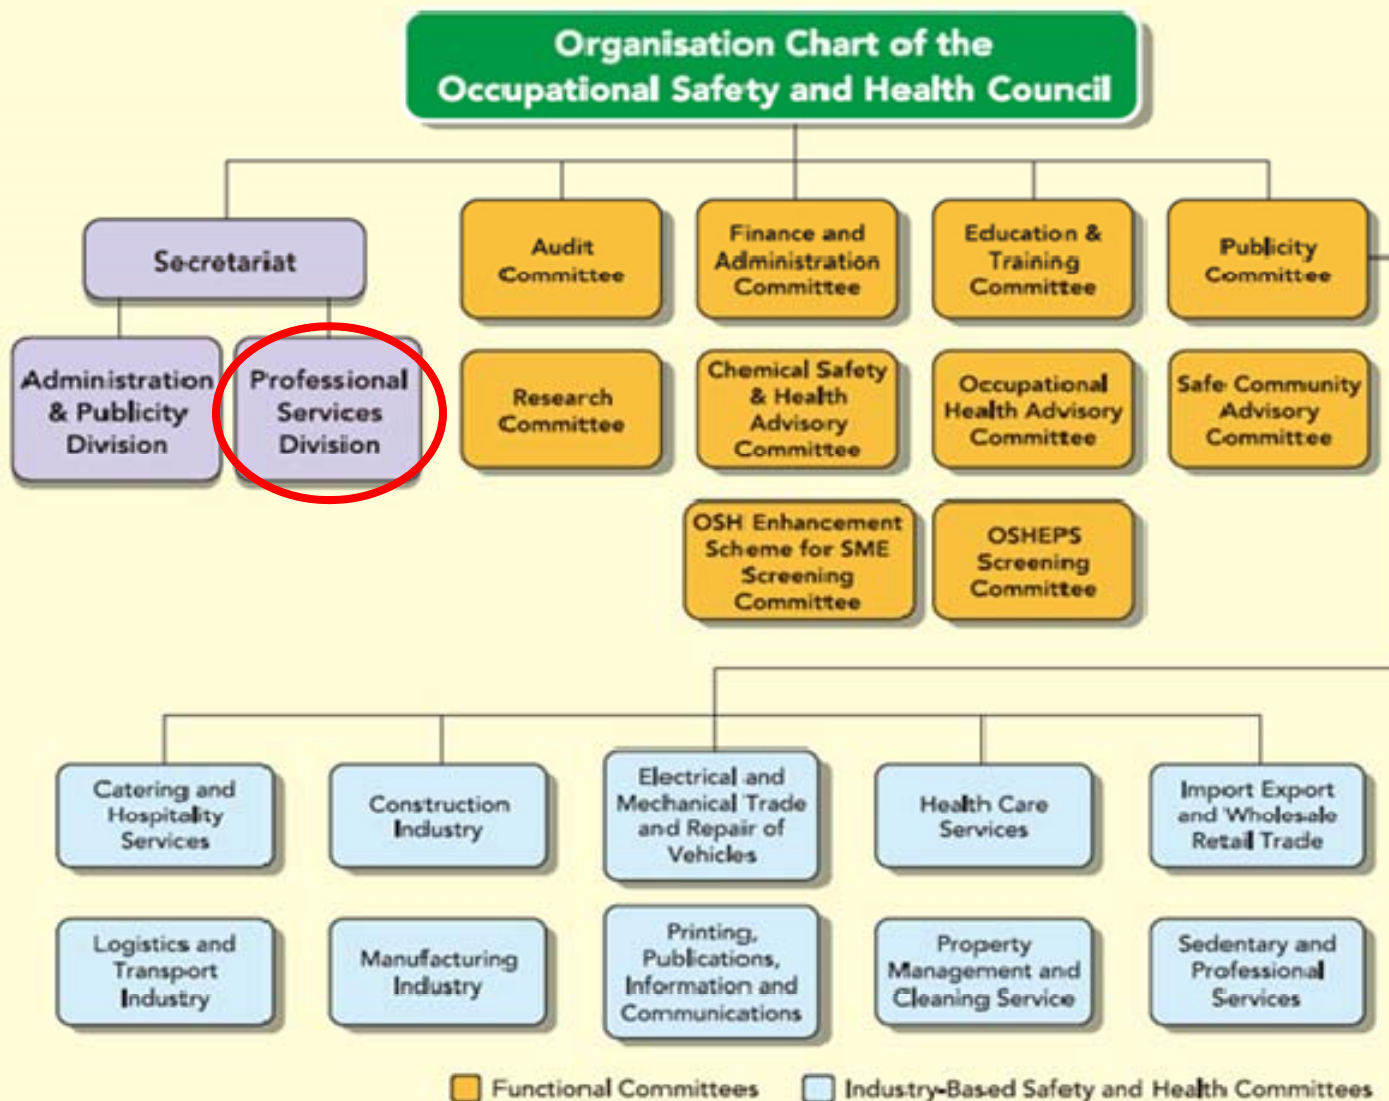 Organisation Chart of the
Occupational Safety and Health Council
Secretariat
Audit
Committee
Finance and
Administration
Committee
Education &
Training
Committee
Publicity
Committee
Administration
& Publicity
Division
Professional
Services
Division
Research
Committee
Chemical Safety
& Health
Advisory
Committee
Occupational
Health Advisory
Committee
Safe Community
Advisory
Committee
OSH Enhancement
Scheme for SME
Screening
Committee
OSHEPS
Screening
Committee
Catering and
Hospitality
Services
Construction
Industry
Electrical and
Mechanical Trade
and Repair of
Vehicles
Health Care
Services
Import Export
and Wholesale
Retail Trade
Logistics and
Transport
Industry
Manufacturing
Industry
Printing,
Publications,
Information and
Communications
Property
Management and
Cleaning Service
Sedentary and
Professional
Services
Functional Committees
Industry-Based Safety and Health Committees